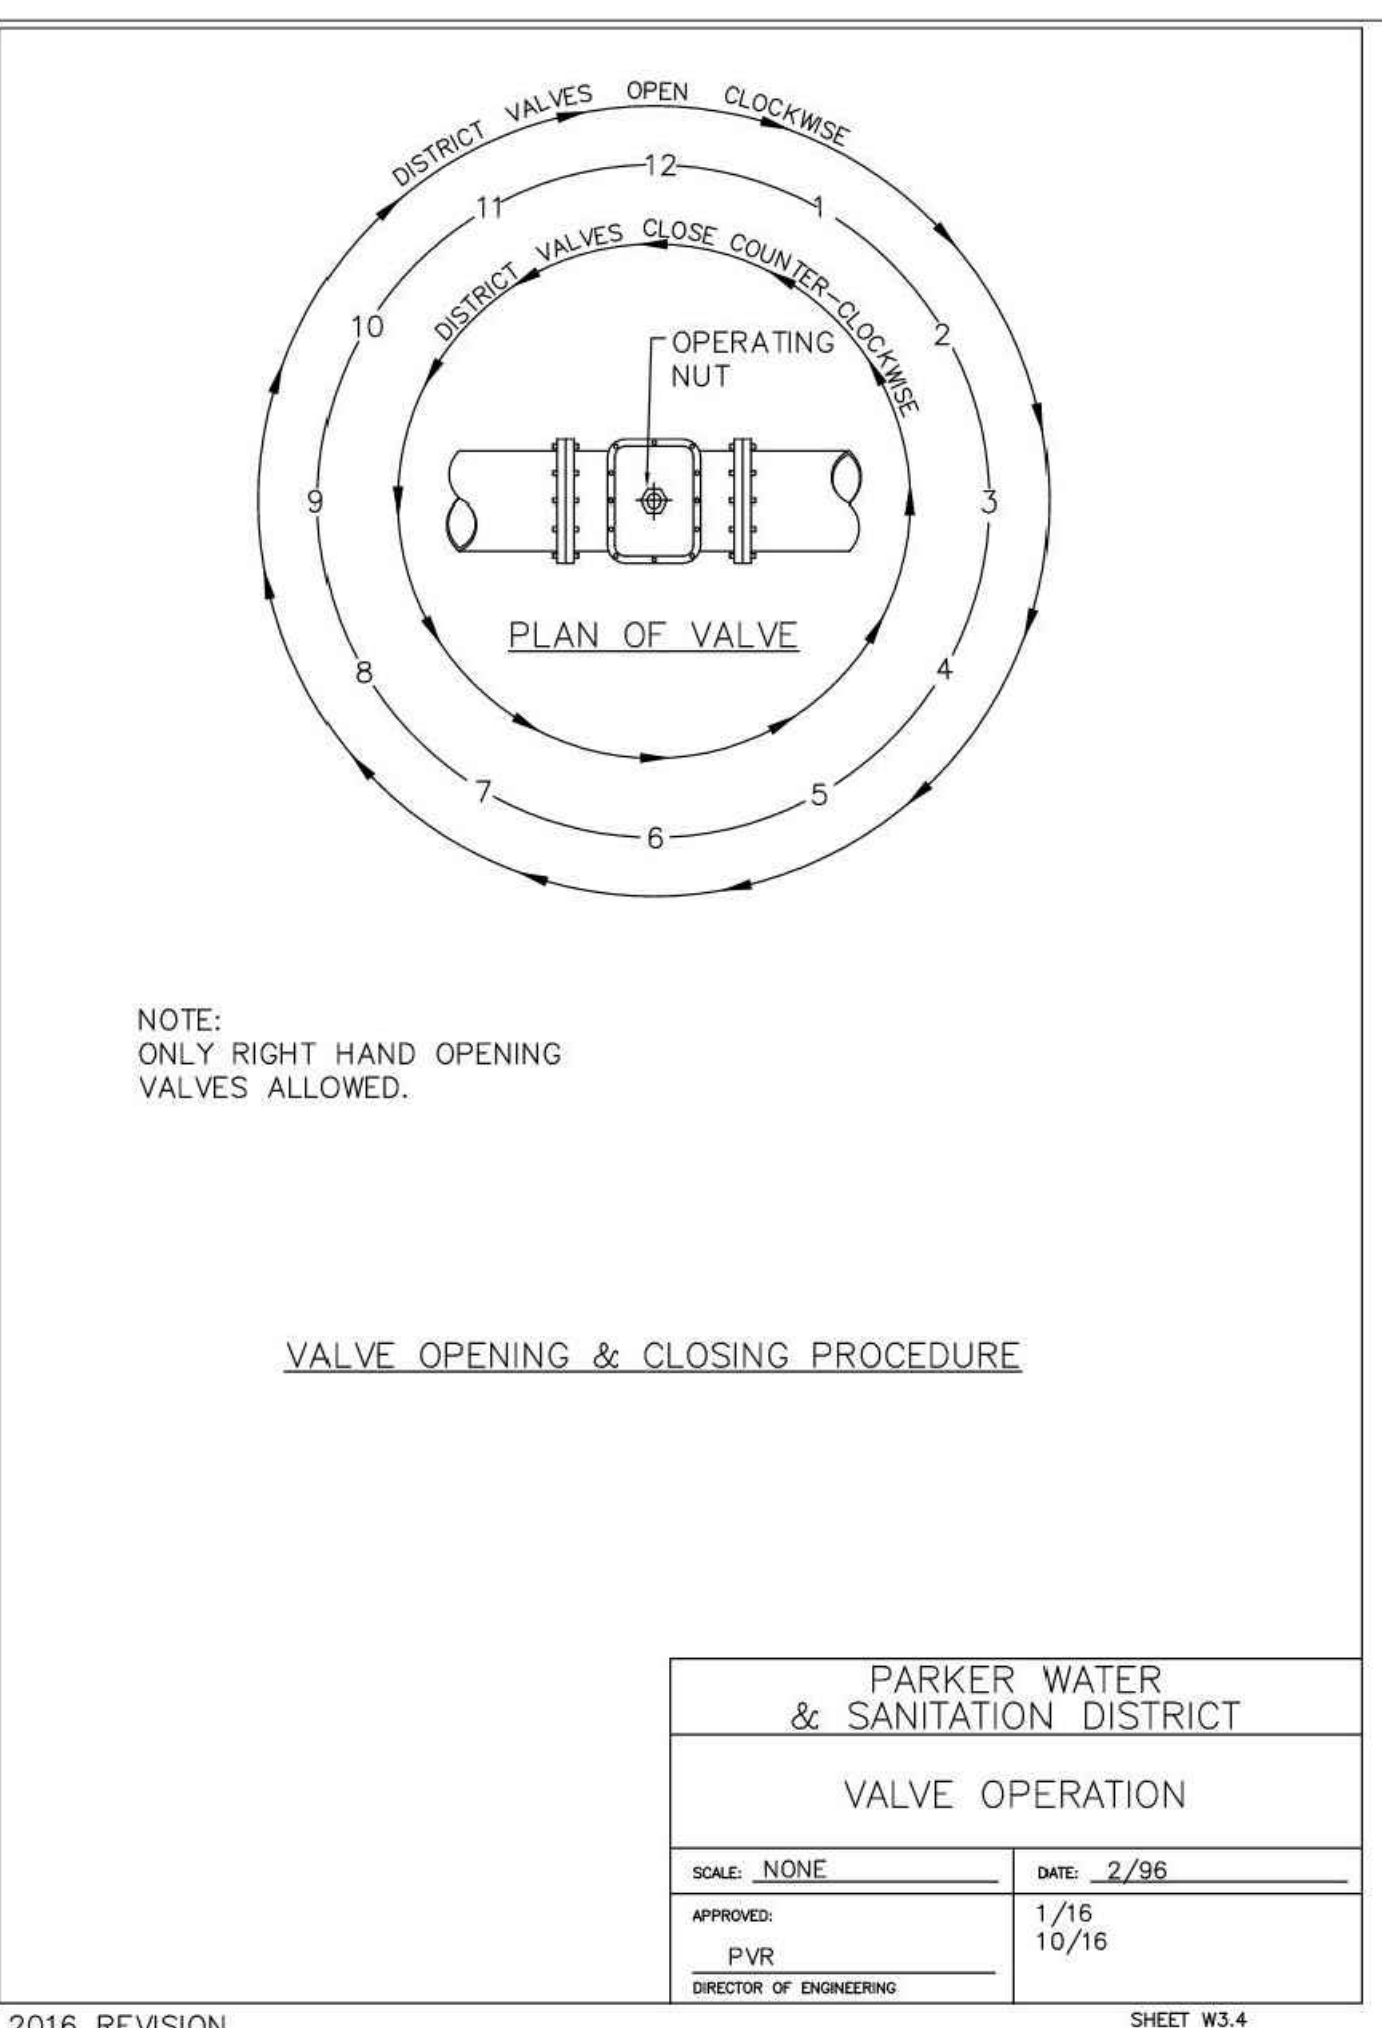 DISTRICT VALVES OPEN CLOCKWISE
12
11
1
DISTRICT VALVES CLOSE COUNTER-CLOCKWISE
10
2
OPERATING
NUT
9
3
PLAN OF VALVE
8
4
7
5
6
NOTE:
ONLY RIGHT HAND OPENING
VALVES ALLOWED.
VALVE OPENING & CLOSING PROCEDURE
PARKER WATER
& SANITATION DISTRICT
VALVE OPERATION
SCALE: NONE
DATE: 2/96
APPROVED:
1/16
10/16
PVR
DIRECTOR OF ENGINEERING
2016 REVISION
SHEET W3.4